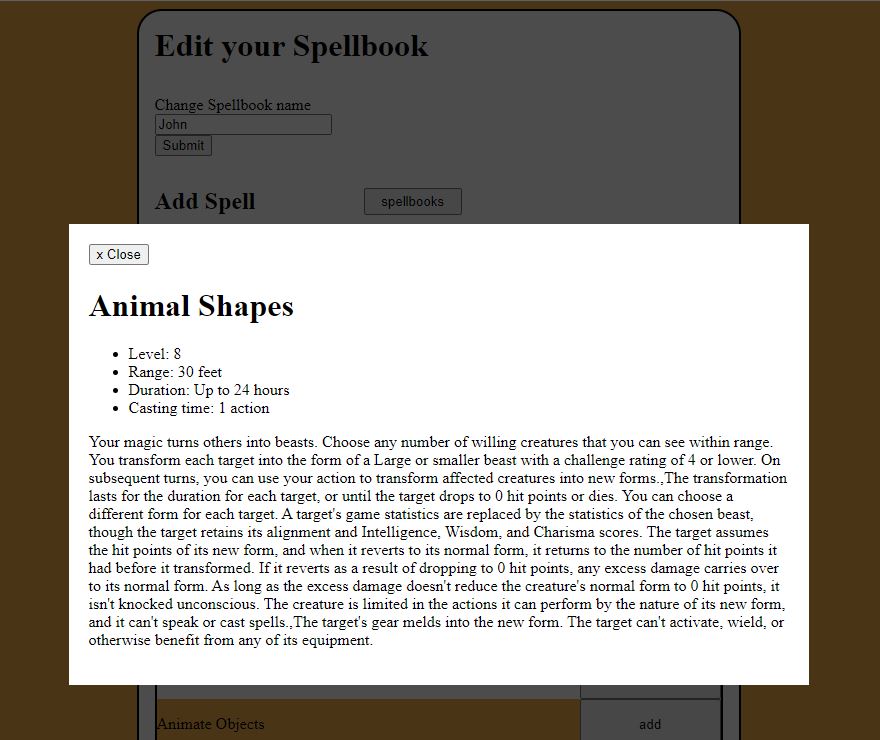 Edit your Spellbook
Change Spellbook name
John
Submit
Add Spell
spellbooks
x Close
Animal Shapes
• Level: 8
• Range: 30 feet
• Duration: Up to 24 hours
• Casting time: 1 action
Your magic turns others into beasts. Choose any number of willing creatures that you can see within range.
You transform each target into the form of a Large or smaller beast with a challenge rating of 4 or lower. On
subsequent turns, you can use your action to transform affected creatures into new forms.,The transformation
lasts for the duration for each target, or until the target drops to 0 hit points or dies. You can choose a
different form for each target. A target's game statistics are replaced by the statistics of the chosen beast,
though the target retains its alignment and Intelligence, Wisdom, and Charisma scores. The target assumes
the hit points of its new form, and when it reverts to its normal form, it returns to the number of hit points it
had before it transformed. If it reverts as a result of dropping to 0 hit points, any excess damage carries over
to its normal form. As long as the excess damage doesn't reduce the creature's normal form to 0 hit points, it
isn't knocked unconscious. The creature is limited in the actions it can perform by the nature of its new form,
and it can't speak or cast spells.,The target's gear melds into the new form. The target can't activate, wield, or
otherwise benefit from any of its equipment.
Animate Objects
add